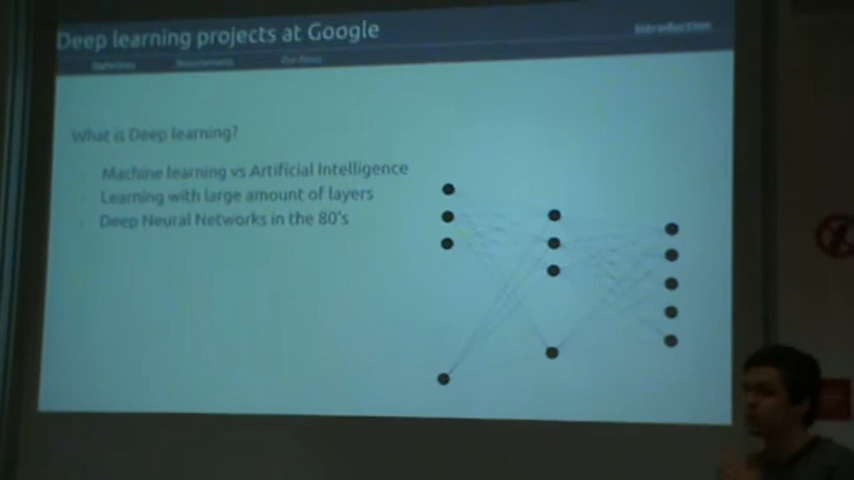 Deep learning projects at Google
Introduction
What is Deep learning?
Machine learning vs Artificial Intelligence
Learning with large amount of layers
Deep Neural Networks in the 80's